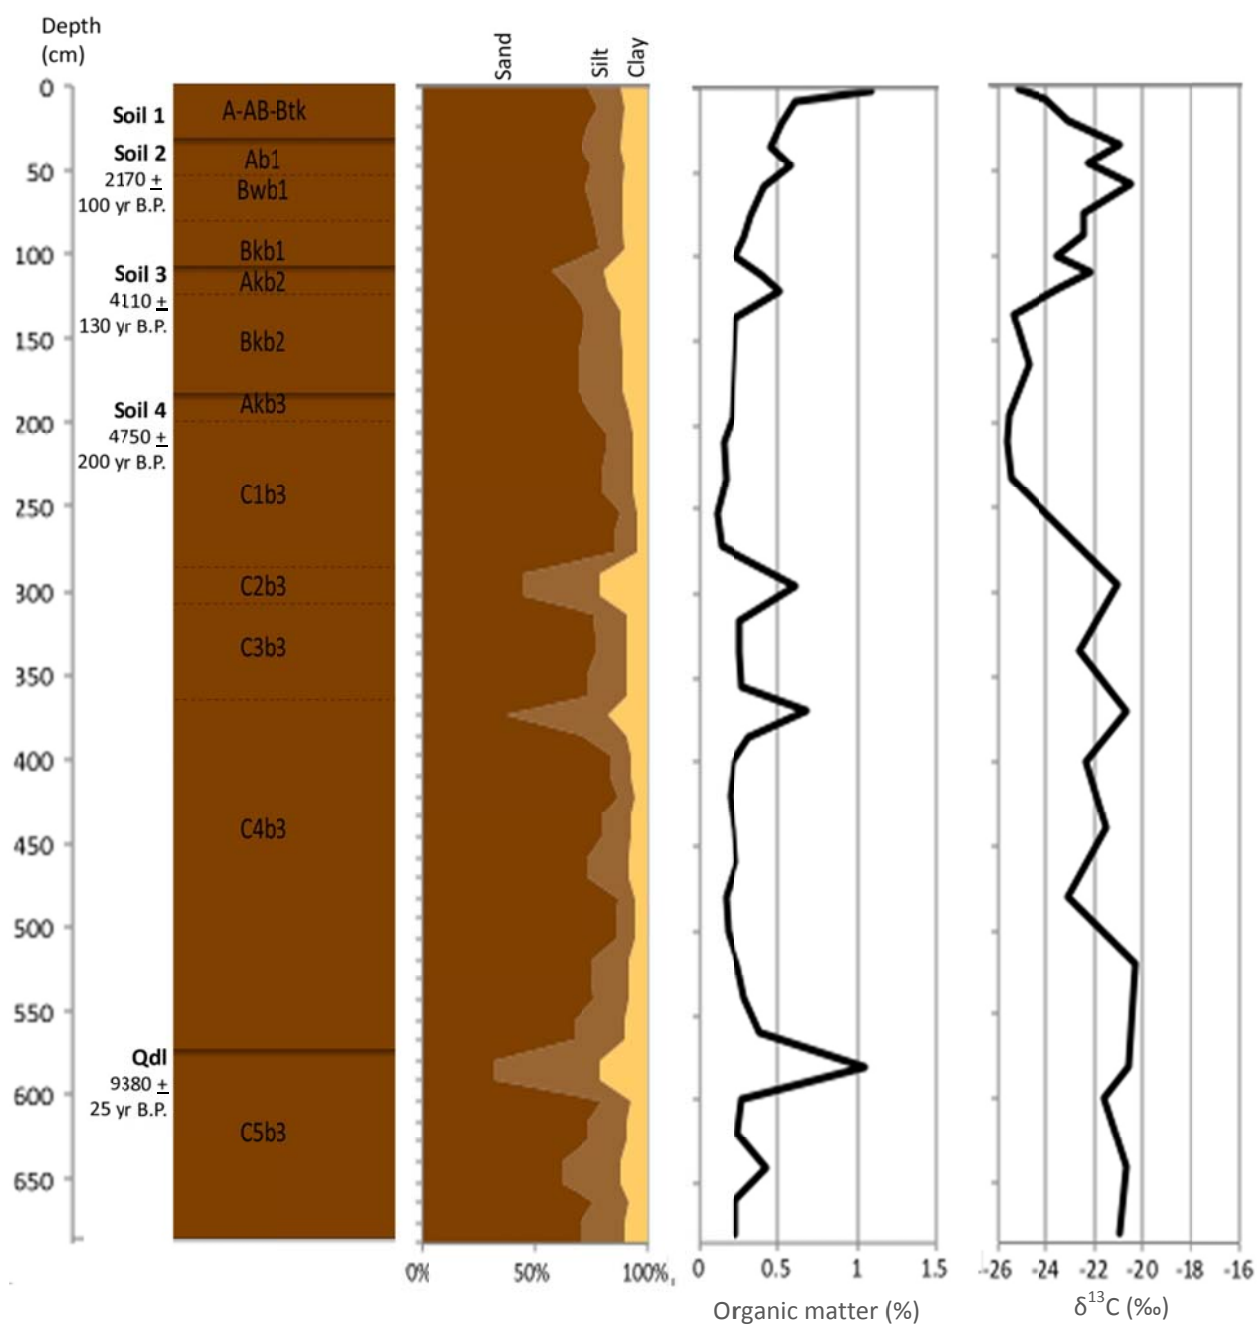 Depth
(cm)
Sand
Silt
Clay
0
50
100
150
200
250
300
350
400
450
500
550
600
650
Soil 1
Soil 2
2170 ±
100 yr B.P.
Soil 3
4110 ±
130 yr B.P.
Soil 4
4750 ±
200 yr B.P.
Qdl
9380 ±
25 yr B.P.
A-AB-Btk
Ab1
Bwb1
Bkb1
Akb2
Bkb2
Akb3
C1b3
C2b3
C3b3
C4b3
C5b3
0% 50% 100%
0 0.5 1 1.5
Organic matter (%)
-26 -24 -22 -20 -18 -16
δ¹³C (‰)